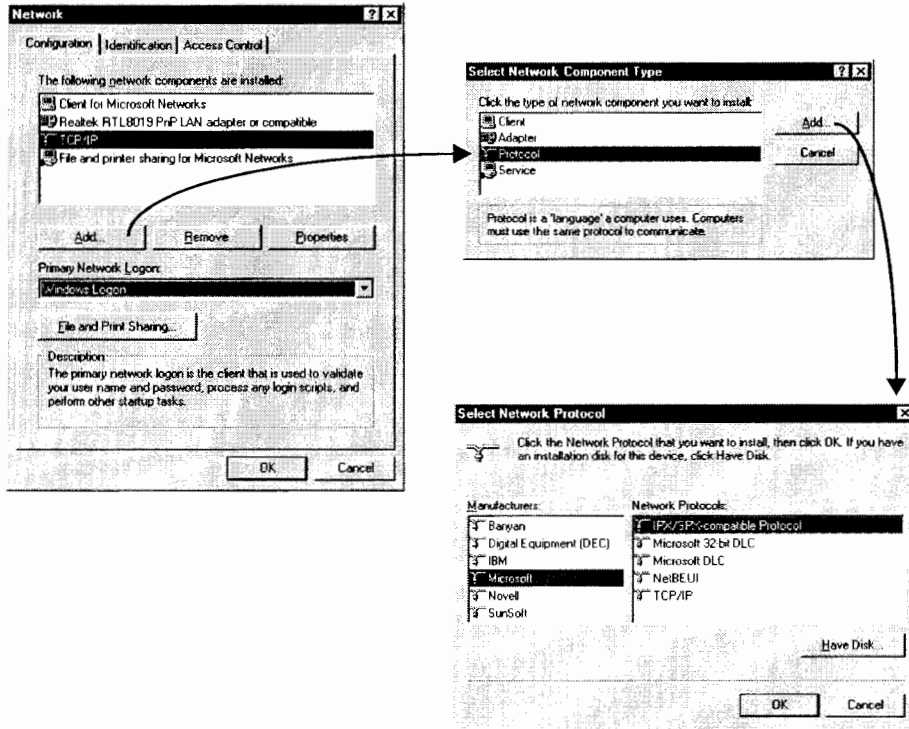 Network
Configuration
Identification
Access Control
The following network components are installed:
Client for Microsoft Networks
Realtek RTL8019 PnP LAN adapter or compatible
TCP/IP
File and printer sharing for Microsoft Networks
Add...
Remove
Properties
Primary Network Logon:
Windows Logon
File and Print Sharing...
Description
The primary network logon is the client that is used to validate
your user name and password, process any login scripts, and
perform other startup tasks.
OK
Cancel
Select Network Component Type
Click the type of network component you want to install:
Client
Adapter
Protocol
Service
Add...
Cancel
Protocol is a 'language' a computer uses. Computers
must use the same protocol to communicate.
Select Network Protocol
Click the Network Protocol that you want to install, then click OK. If you have
an installation disk for this device, click Have Disk.
Manufacturers:
Banyan
Digital Equipment (DEC)
IBM
Microsoft
Novell
SunSoft
Network Protocols:
IPX/SPX-compatible Protocol
Microsoft 32-bit DLC
Microsoft DLC
NetBEUI
TCP/IP
Have Disk...
OK
Cancel